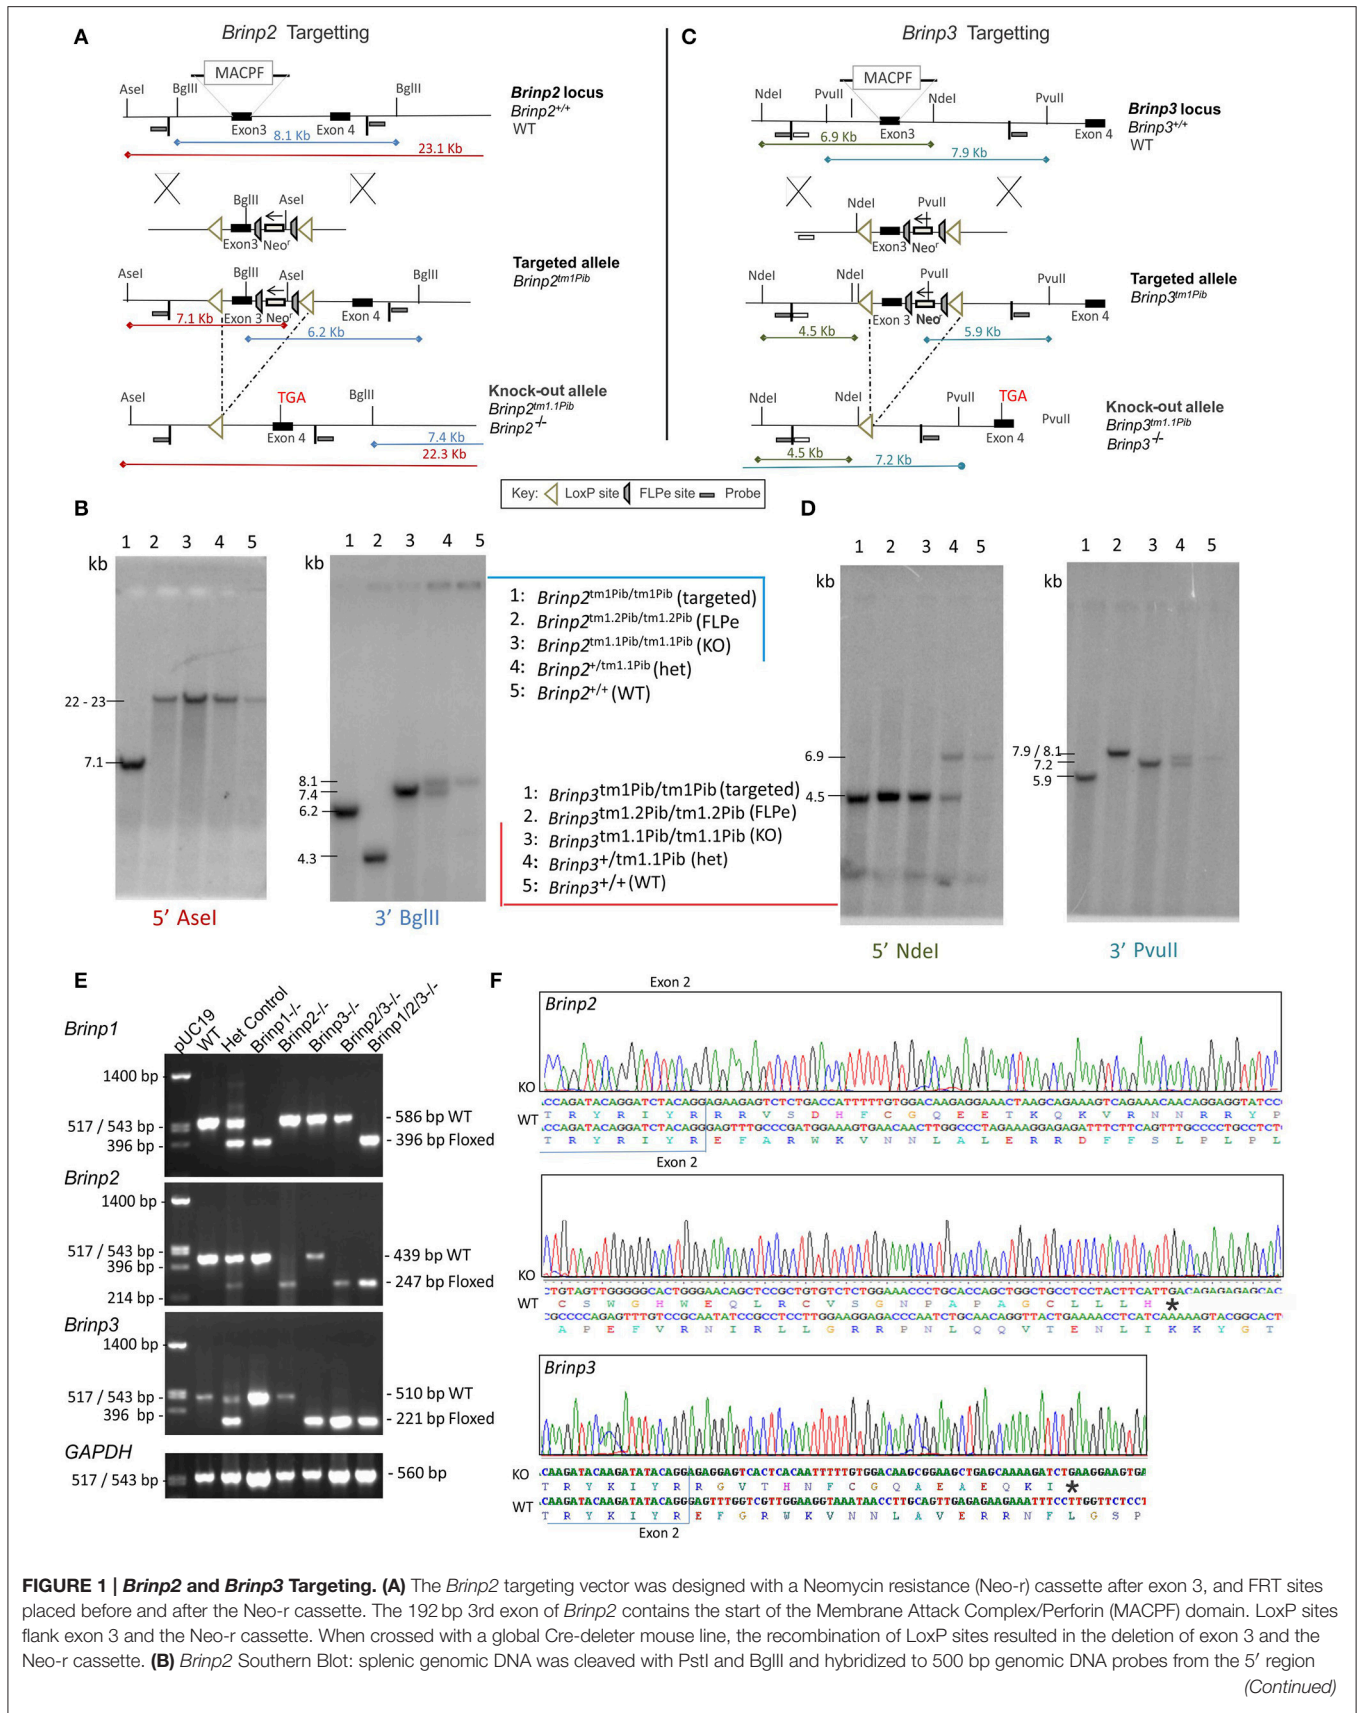 A
Brinp2 Targetting
MACPF
AseI
BglII
BglII
Exon3
Exon 4
8.1 Kb
23.1 Kb
Brinp2 locus
Brinp2+/+
WT
BglII
AseI
Exon3
Neor
Targeted allele
Brinp2tm1Pib
AseI
BglII
AseI
BglII
Exon 3
Neor
Exon 4
7.1 Kb
6.2 Kb
Knock-out allele
Brinp2tm1.1Pib
Brinp2-/-
AseI
TGA
BglII
Exon 4
7.4 Kb
22.3 Kb
C
Brinp3 Targetting
MACPF
NdeI
PvuII
NdeI
PvuII
Exon3
Exon 4
6.9 Kb
7.9 Kb
Brinp3 locus
Brinp3+/+
WT
NdeI
PvuII
Exon3
Neor
Targeted allele
Brinp3tm1Pib
NdeI
NdeI
PvuII
PvuII
Exon 3
Neor
Exon 4
4.5 Kb
5.9 Kb
NdeI
NdeI
PvuII
TGA
PvuII
Exon 4
4.5 Kb
7.2 Kb
Knock-out allele
Brinp3tm1.1Pib
Brinp3-/-
Key: LoxP site FLPe site Probe
B
1 2 3 4 5
kb
22 - 23
7.1
5′ AseI
1 2 3 4 5
kb
8.1
7.4
6.2
4.3
3′ BglII
1: Brinp2tm1Pib/tm1Pib (targeted)
2: Brinp2tm1.2Pib/tm1.2Pib (FLPe
3: Brinp2tm1.1Pib/tm1.1Pib (KO)
4: Brinp2+/tm1.1Pib (het)
5: Brinp2+/+ (WT)
1: Brinp3tm1Pib/tm1Pib (targeted)
2: Brinp3tm1.2Pib/tm1.2Pib (FLPe)
3: Brinp3tm1.1Pib/tm1.1Pib (KO)
4: Brinp3+/tm1.1Pib (het)
5: Brinp3+/+ (WT)
D
1 2 3 4 5
kb
6.9
4.5
5′ NdeI
1 2 3 4 5
kb
7.9 / 8.1
7.2
5.9
3′ PvuII
E
pUC19
WT
Het Control
Brinp1-/-
Brinp2-/-
Brinp3-/-
Brinp2/3-/-
Brinp1/2/3-/-
Brinp1
1400 bp -
517 / 543 bp -
396 bp -
- 586 bp WT
- 396 bp Floxed
Brinp2
1400 bp -
517 / 543 bp -
396 bp -
214 bp -
- 439 bp WT
- 247 bp Floxed
Brinp3
1400 bp -
517 / 543 bp -
396 bp -
- 510 bp WT
- 221 bp Floxed
GAPDH
517 / 543 bp -
- 560 bp
F
Exon 2
Brinp2
KO
CCAGATACAGGATCTACAGGAGAAGAGTCTCTGACCATTTTTGTGGACAAGAGGAAACTAAGCAGAAAGTCAGAAACAACAGGAGGTATCC
T R Y R I Y R R V S D H F C G Q E E T K Q K V R N N R R Y P
WT
CCAGATACAGGATCTACAGGGAGTTTGCCCGATGGAAAGTGAACAACTTGGCCCTAGAAAGGAGAGATTTCTTCAGTTTGCCCCTGCCTCT
T R Y R I Y R E F A R W K V N N L A L E R R D F F S L P L P L
Exon 2
KO
CTGTAGTTGGGGGCACTGGGAACAGCTCCGCTGTGTCTCTGGAAACCCTGCACCAGCTGGCTGCCTCCTACTTCATTGACAGAGAGAGCAC
WT
C S W G H W E Q L R C V S G N P A P A G C L L L H *
CGCCCCAGAGTTTGTCCGCAATATCCGCCTCCTTGGAAGGAGACCCAATCTGCAACAGGTTACTGAAAACCTCATCAAAAAGTACGGCACT
A P E F V R N I R L L G R R P N L Q Q V T E N L I K K Y G T
Brinp3
KO
CAAGATACAAGATATACAGGAGAGGAGTCACTCACAATTTTTGTGGACAAGCGGAAGCTGAGCAAAAGATCTGAAGGAAGTGA
T R Y K I Y R R G V T H N F C G Q A E A E Q K I *
WT
CAAGATACAAGATATACAGGGAGTTTGGTCGTTGGAAGGTAAATAACCTTGCAGTTGAGAGAAGAAATTTCCTTGGTTCTCCT
T R Y K I Y R E F G R W K V N N L A V E R R N F L G S P
Exon 2
FIGURE 1 | Brinp2 and Brinp3 Targeting. (A) The Brinp2 targeting vector was designed with a Neomycin resistance (Neo-r) cassette after exon 3, and FRT sites
placed before and after the Neo-r cassette. The 192 bp 3rd exon of Brinp2 contains the start of the Membrane Attack Complex/Perforin (MACPF) domain. LoxP sites
flank exon 3 and the Neo-r cassette. When crossed with a global Cre-deleter mouse line, the recombination of LoxP sites resulted in the deletion of exon 3 and the
Neo-r cassette. (B) Brinp2 Southern Blot: splenic genomic DNA was cleaved with PstI and BglII and hybridized to 500 bp genomic DNA probes from the 5′ region
(Continued)